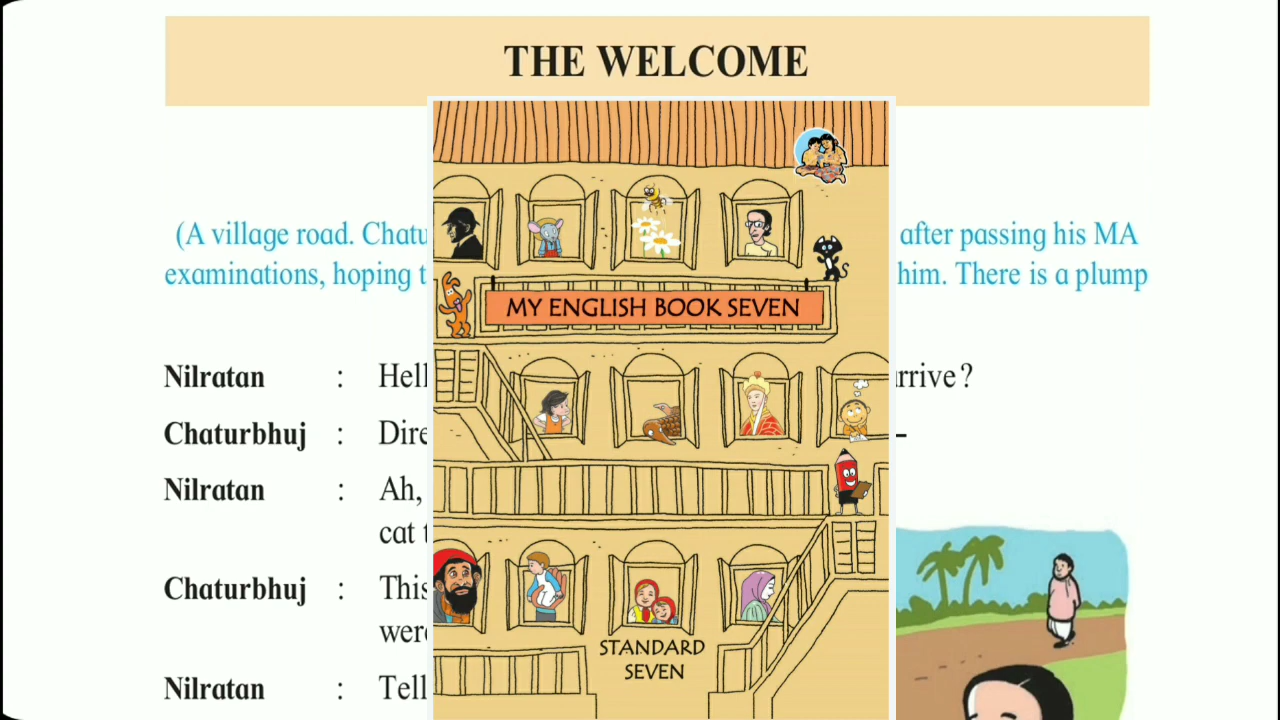 THE WELCOME
(A village road. Chatu after passing his MA
examinations, hoping t him. There is a plump
MY ENGLISH BOOK SEVEN
Nilratan : Hell rrive?
Chaturbhuj : Dire –
Nilratan : Ah,
cat t
Chaturbhuj : This
were
Nilratan : Tell
STANDARD
SEVEN